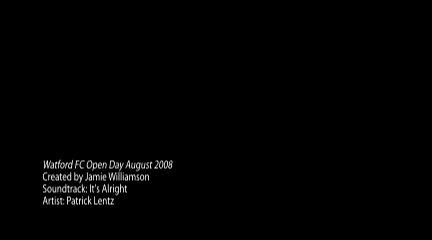 Watford FC Open Day August 2008
Created by Jamie Williamson
Soundtrack: It's Alright
Artist: Patrick Lentz